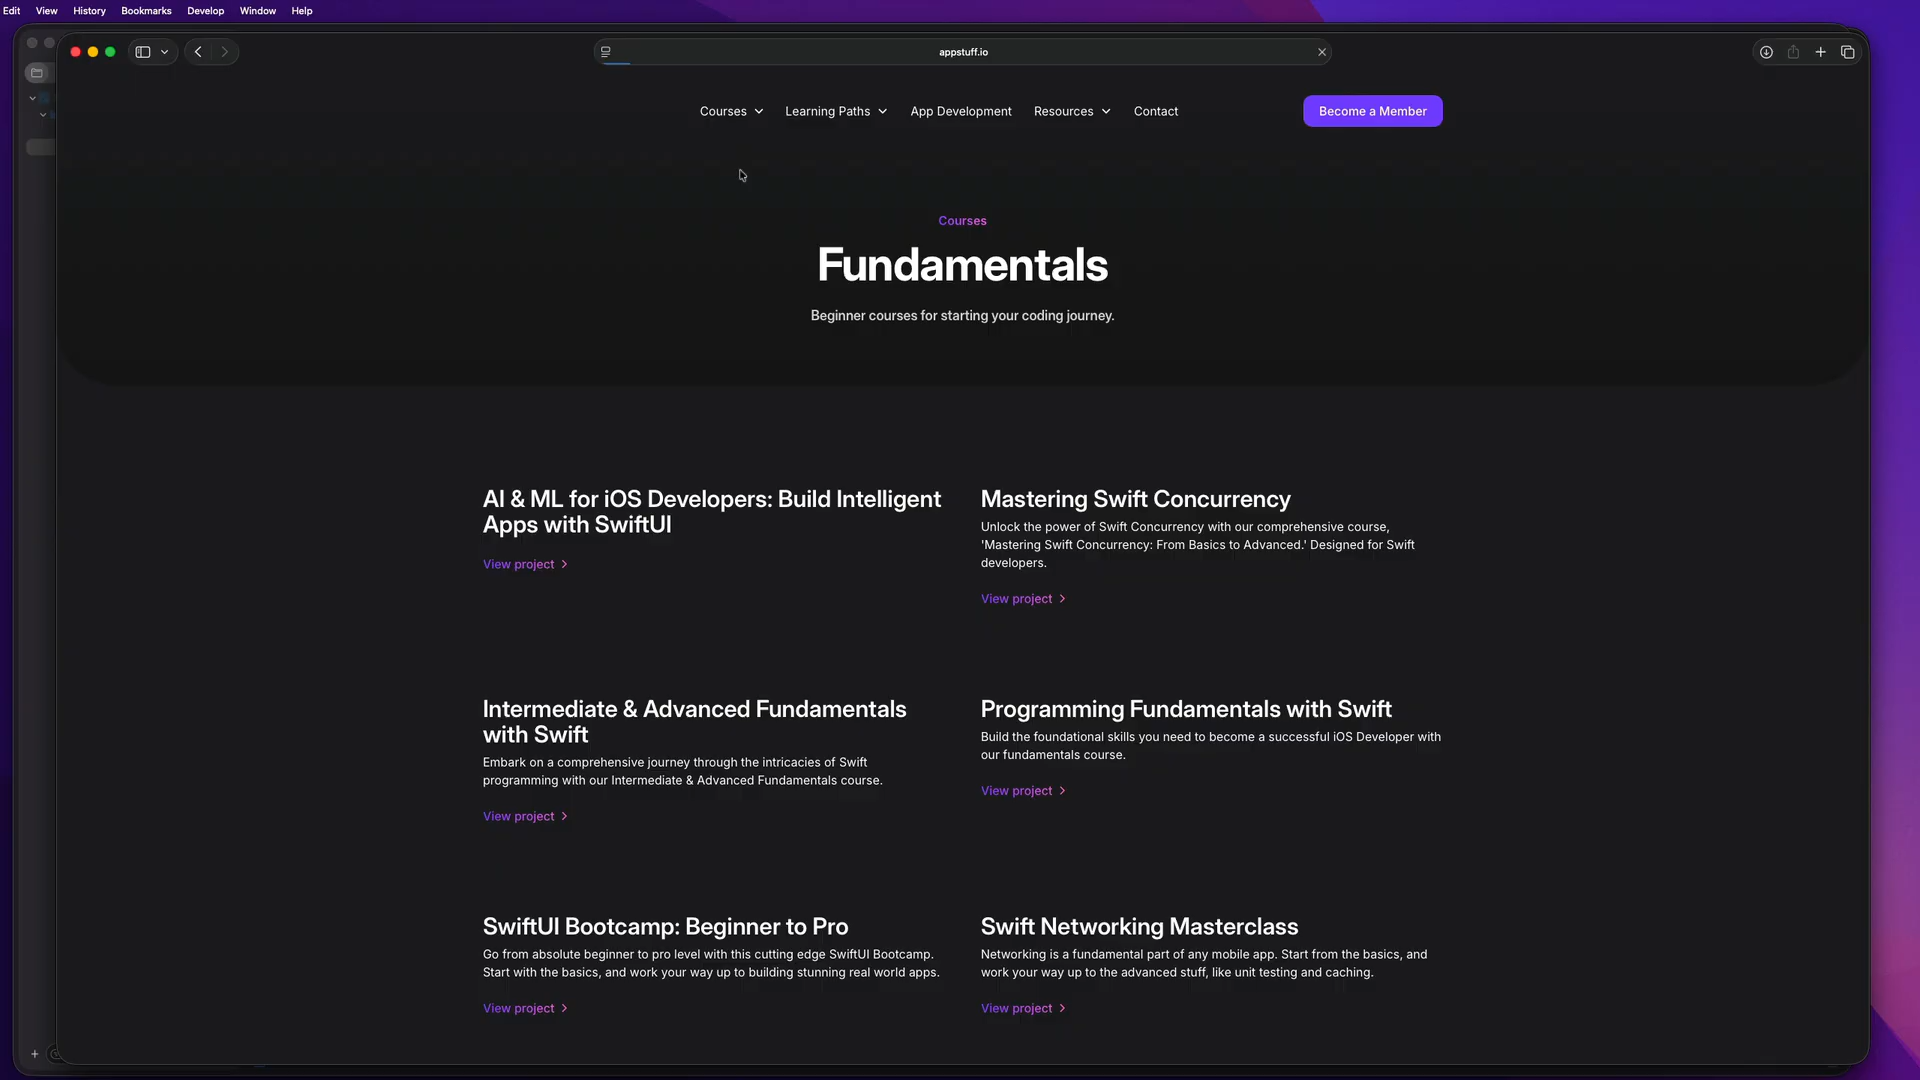 Edit View History Bookmarks Develop Window Help
appstuff.io
Courses Learning Paths App Development Resources Contact Become a Member
Courses
Fundamentals
Beginner courses for starting your coding journey.
AI & ML for iOS Developers: Build Intelligent
Apps with SwiftUI
View project
Mastering Swift Concurrency
Unlock the power of Swift Concurrency with our comprehensive course,
'Mastering Swift Concurrency: From Basics to Advanced.' Designed for Swift
developers.
View project
Intermediate & Advanced Fundamentals
with Swift
Embark on a comprehensive journey through the intricacies of Swift
programming with our Intermediate & Advanced Fundamentals course.
View project
Programming Fundamentals with Swift
Build the foundational skills you need to become a successful iOS Developer with
our fundamentals course.
View project
SwiftUI Bootcamp: Beginner to Pro
Go from absolute beginner to pro level with this cutting edge SwiftUI Bootcamp.
Start with the basics, and work your way up to building stunning real world apps.
View project
Swift Networking Masterclass
Networking is a fundamental part of any mobile app. Start from the basics, and
work your way up to the advanced stuff, like unit testing and caching.
View project